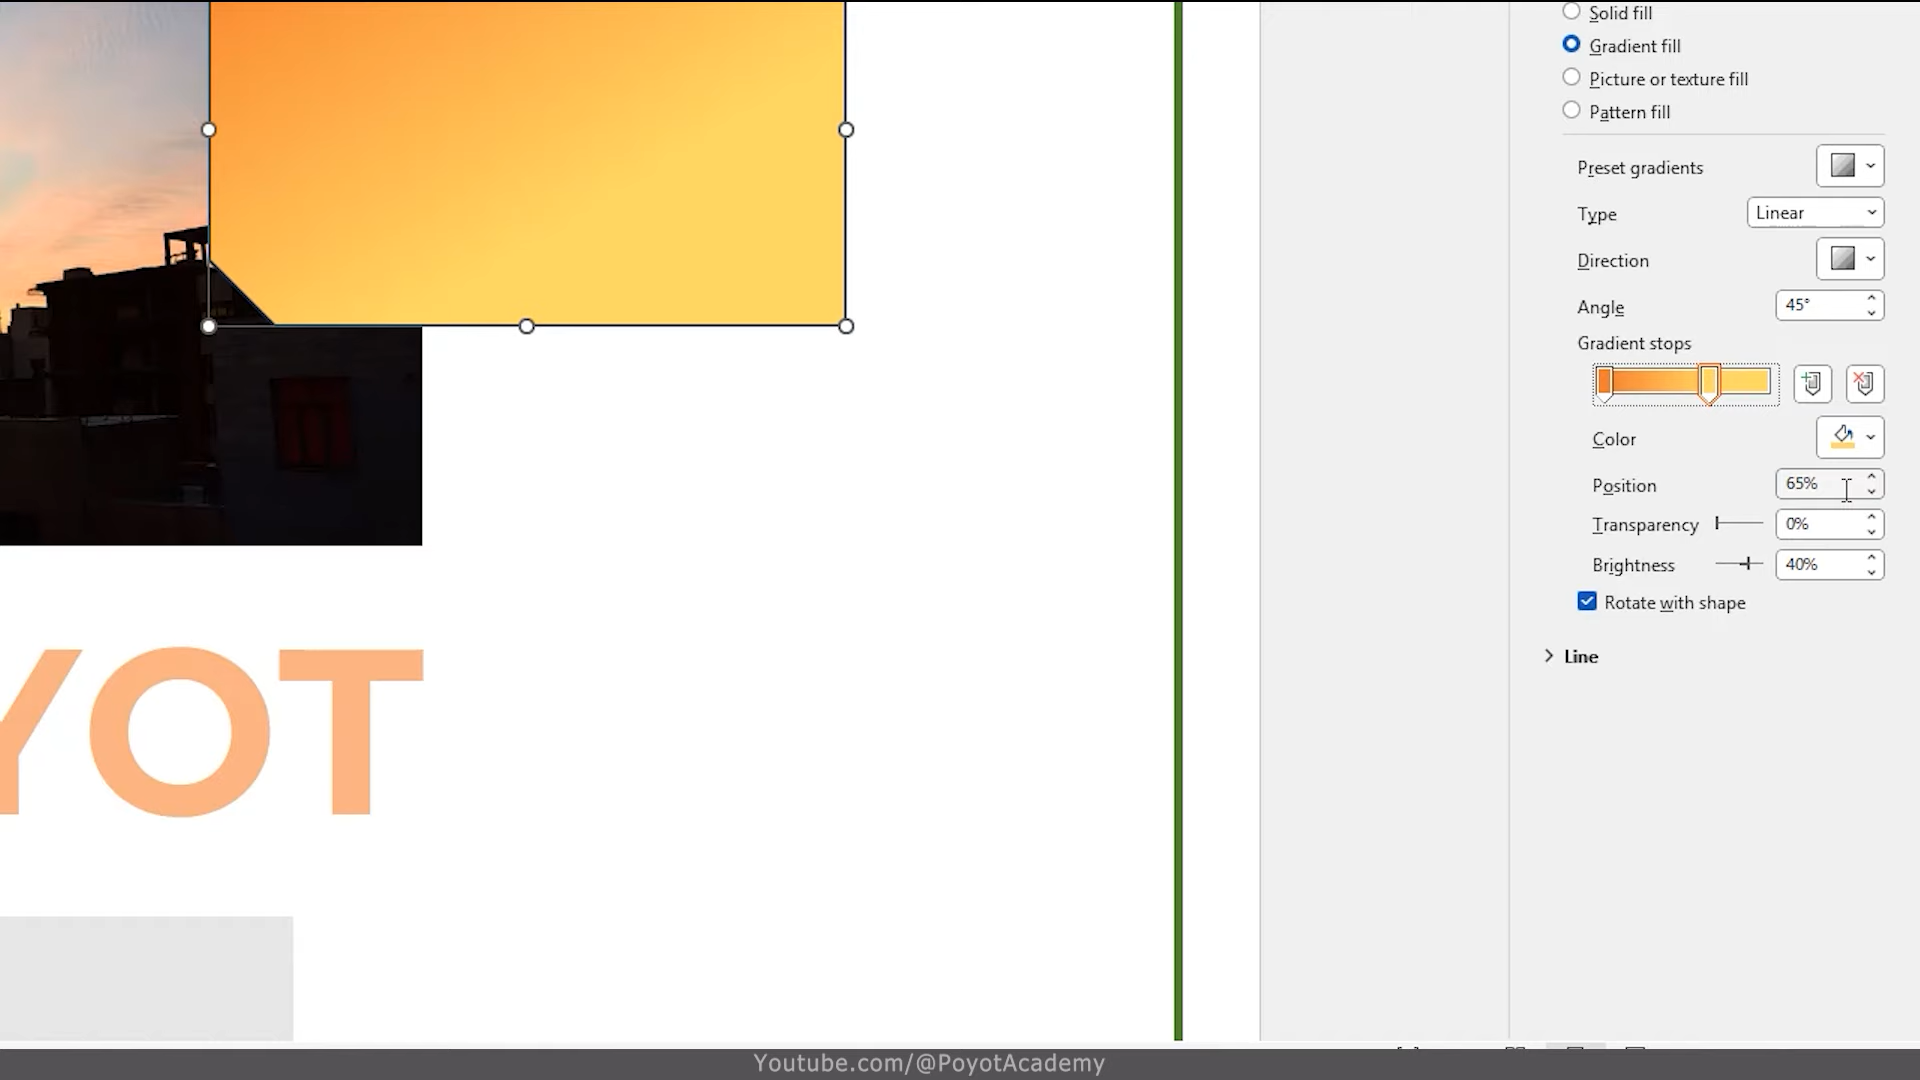 Solid fill
Gradient fill
Picture or texture fill
Pattern fill
Preset gradients
Type Linear
Direction
Angle 45°
Gradient stops
Color
Position 65%
Transparency 0%
Brightness 40%
Rotate with shape
Line
YOT
Youtube.com/@PoyotAcademy